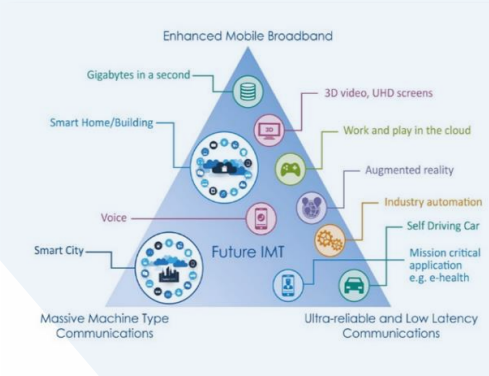 Enhanced Mobile Broadband
Gigabytes in a second
3D video, UHD screens
3D
Smart Home/Building
Work and play in the cloud
Augmented reality
Industry automation
Voice
Self Driving Car
Smart City
Future IMT
Mission critical
application
e.g. e-health
Massive Machine Type
Communications
Ultra-reliable and Low Latency
Communications